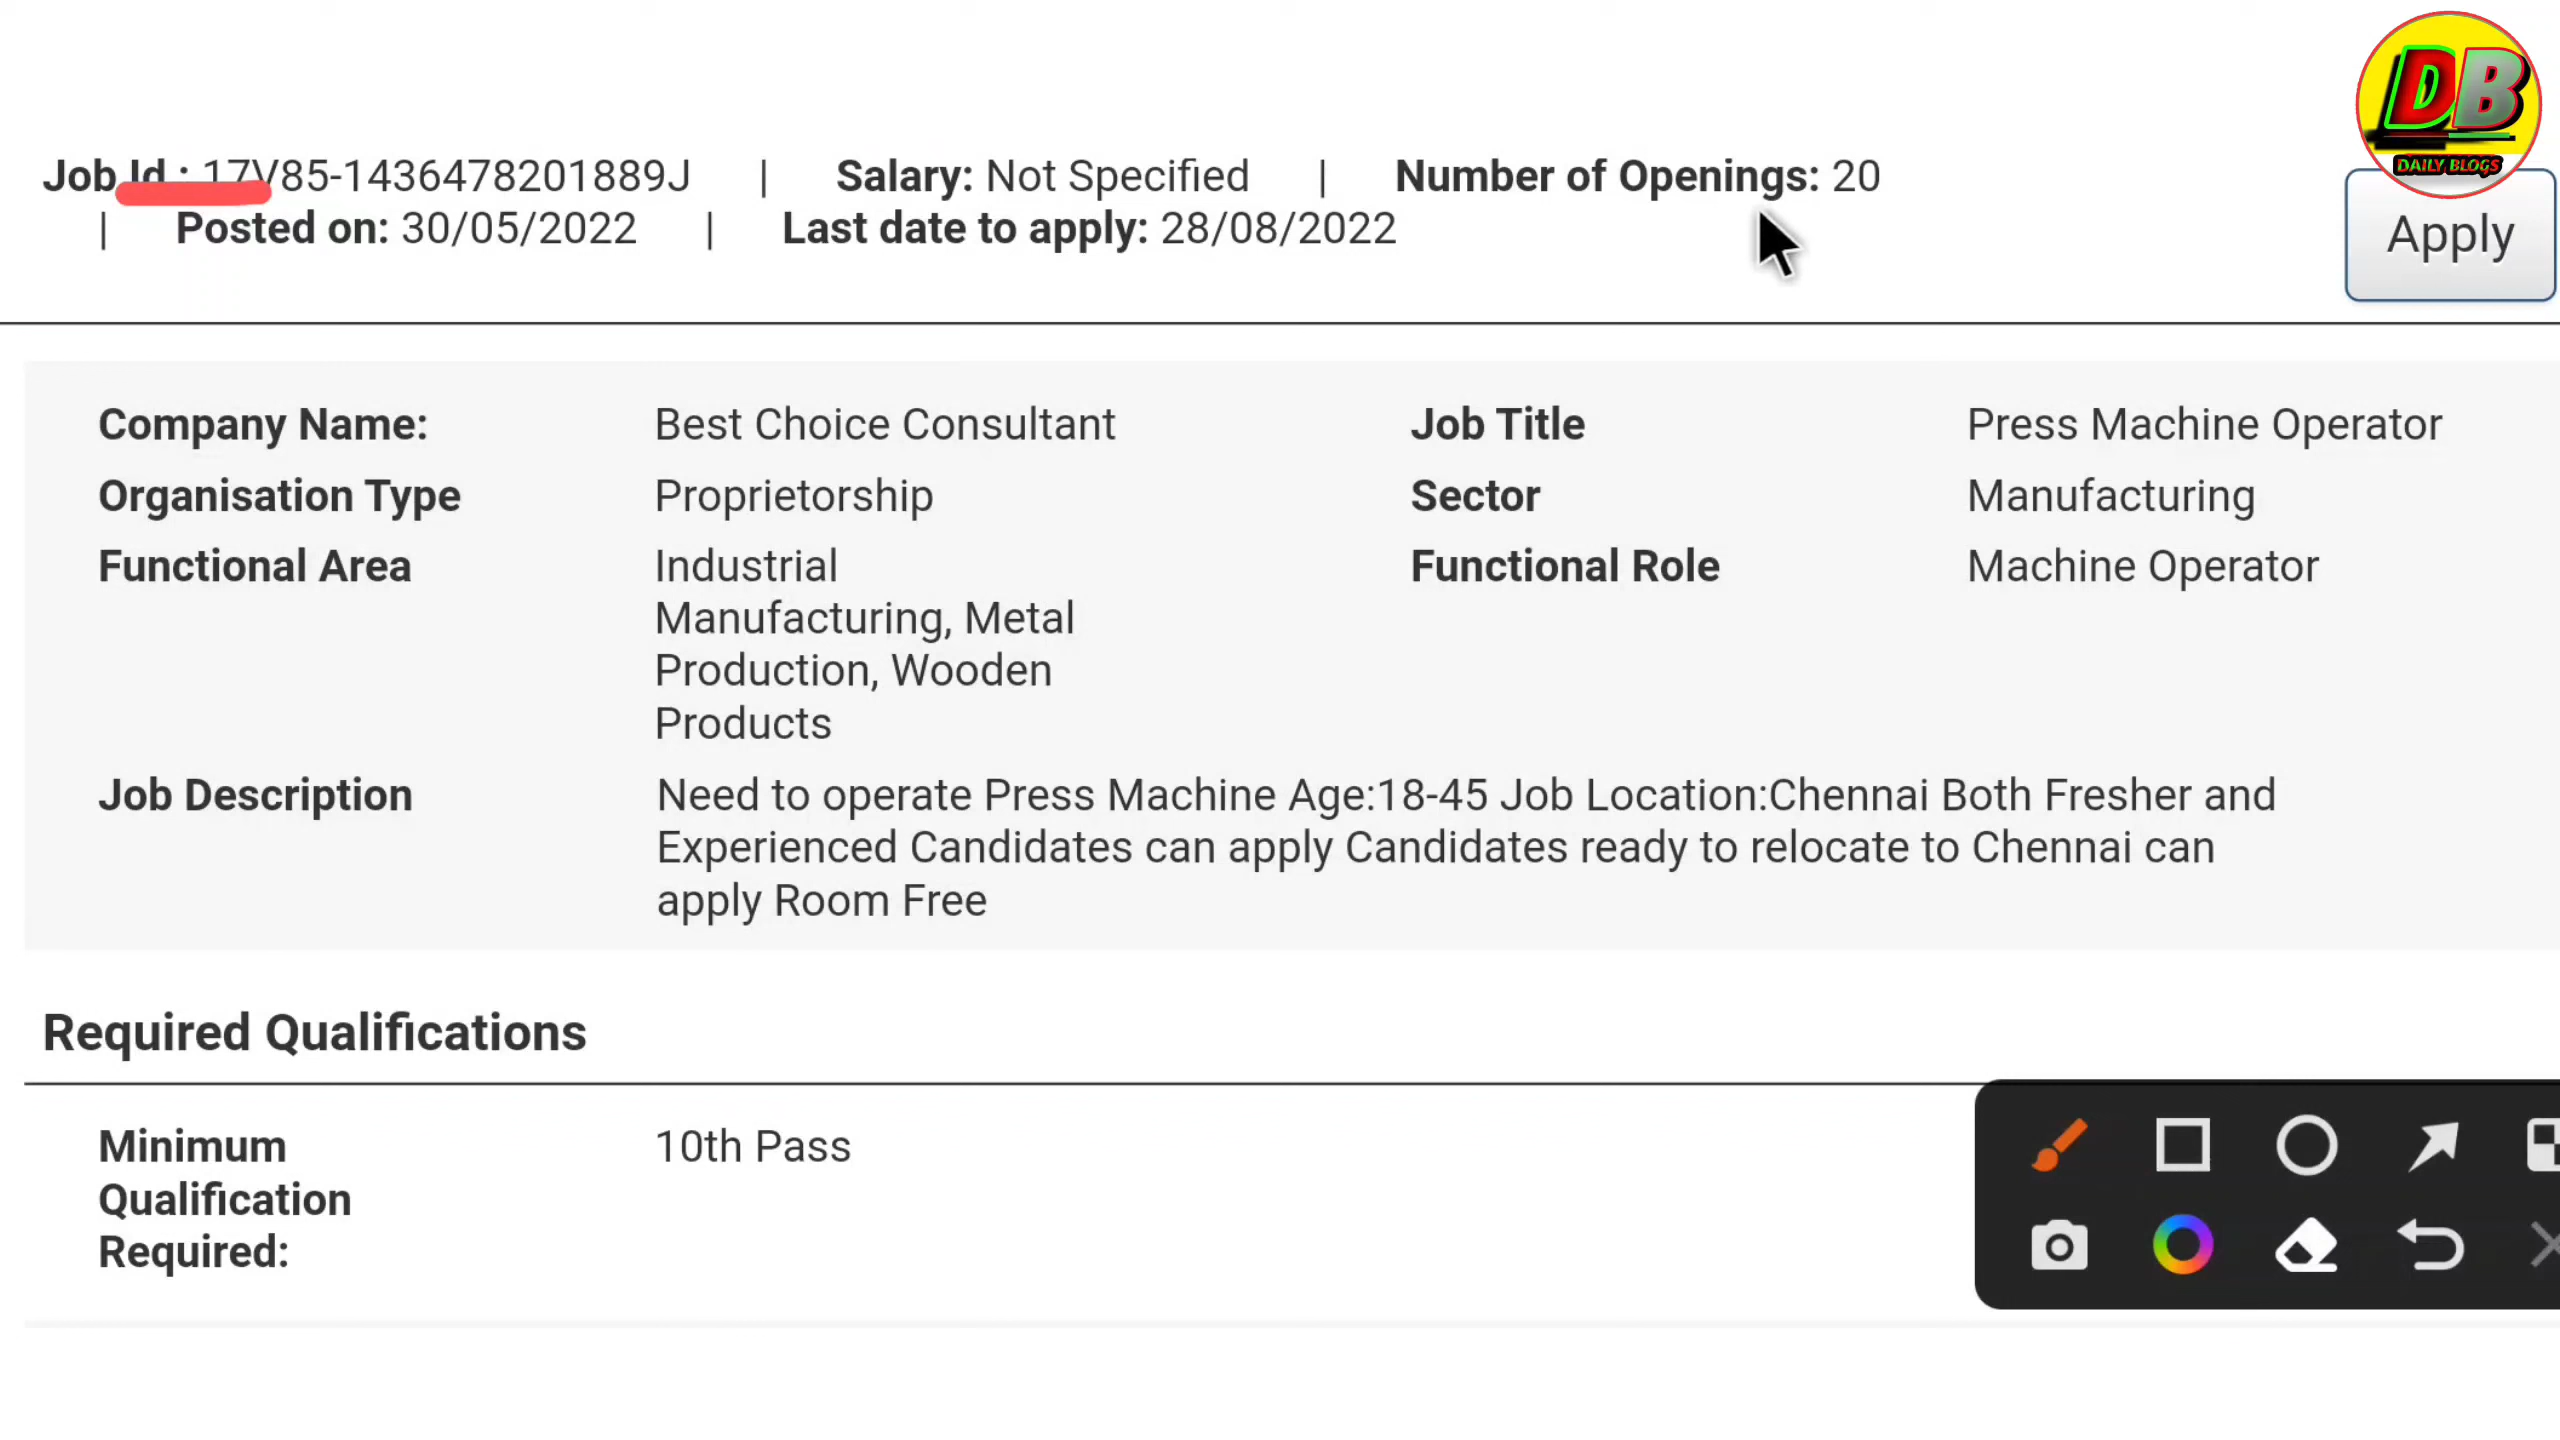 DB
DAILY BLOGS
Job Id : 17V85-1436478201889J | Salary: Not Specified | Number of Openings: 20
| Posted on: 30/05/2022 | Last date to apply: 28/08/2022
Apply
Company Name: Best Choice Consultant Job Title Press Machine Operator
Organisation Type Proprietorship Sector Manufacturing
Functional Area Industrial Functional Role Machine Operator
Manufacturing, Metal
Production, Wooden
Products
Job Description Need to operate Press Machine Age:18-45 Job Location:Chennai Both Fresher and
Experienced Candidates can apply Candidates ready to relocate to Chennai can
apply Room Free
Required Qualifications
Minimum 10th Pass
Qualification
Required: